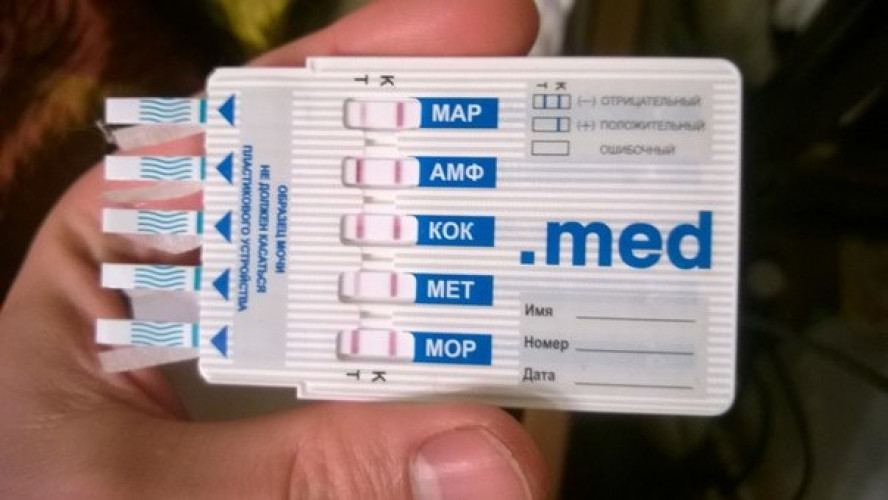 Т К
МАР
АМФ
КОК
МЕТ
МОР
Т К
Т К
(—) ОТРИЦАТЕЛЬНЫЙ
(+) ПОЛОЖИТЕЛЬНЫЙ
ОШИБОЧНЫЙ
.med
Имя
Номер
Дата
ОБРАЗЕЦ МОЧИ
НЕ ДОЛЖЕН КАСАТЬСЯ
ПЛАСТИКОВОГО УСТРОЙСТВА